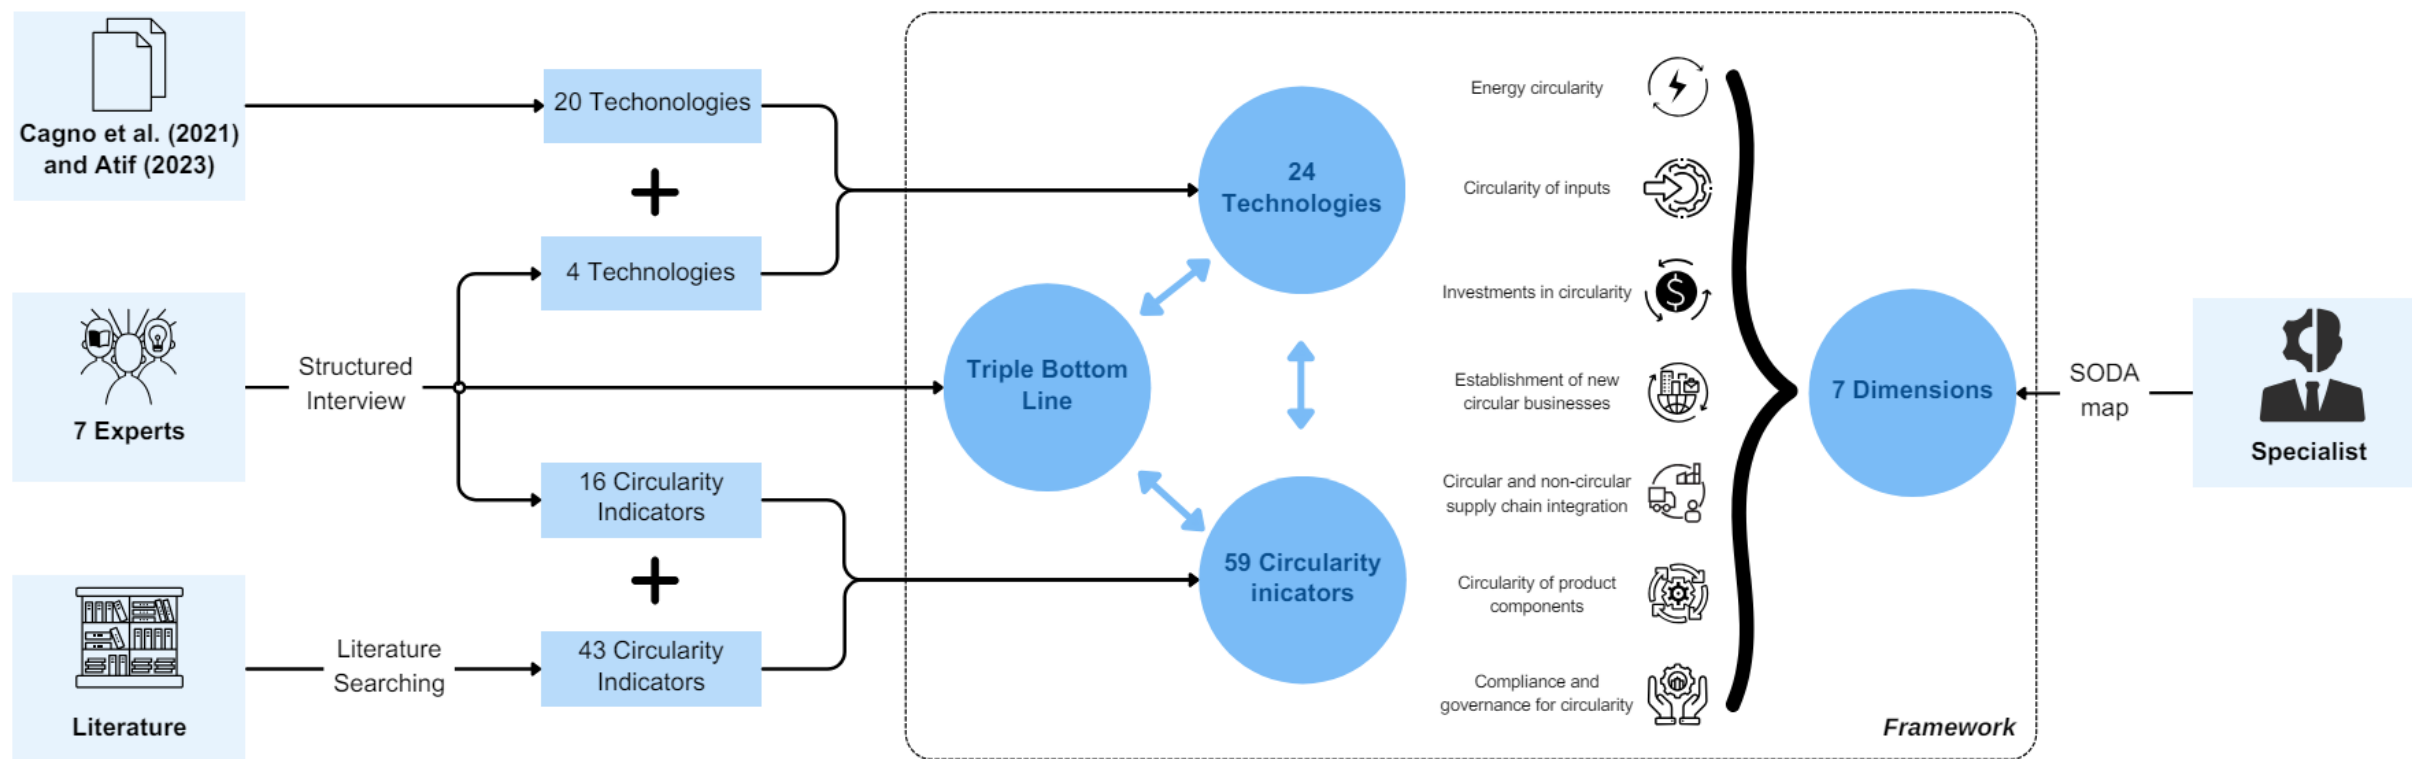 Cagno et al. (2021)
and Atif (2023)
20 Techonologies
4 Technologies
7 Experts
Structured
Interview
16 Circularity
Indicators
Literature
Literature
Searching
43 Circularity
Indicators
24
Technologies
Triple Bottom
Line
59 Circularity
inicators
Energy circularity
Circularity of inputs
Investments in circularity
Establishment of new
circular businesses
Circular and non-circular
supply chain integration
Circularity of product
components
Compliance and
governance for circularity
7 Dimensions
Framework
SODA
map
Specialist